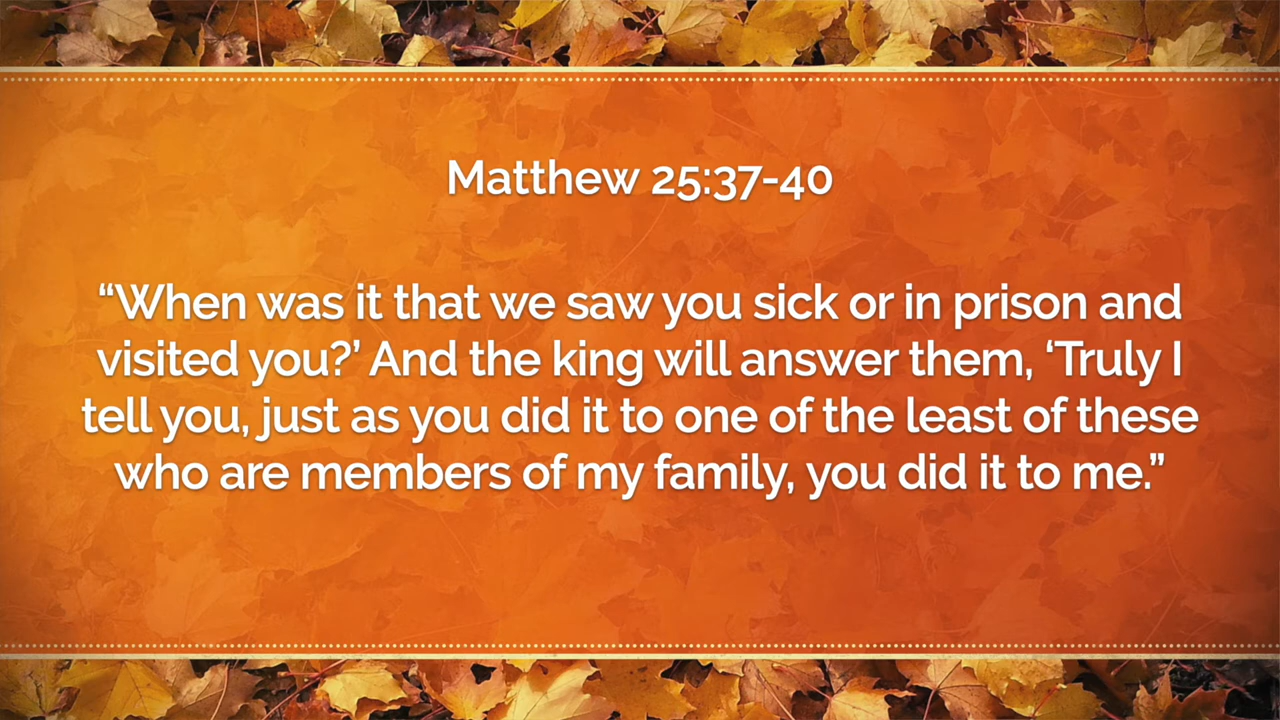 Matthew 25:37-40
“When was it that we saw you sick or in prison and
visited you?’ And the king will answer them, ‘Truly I
tell you, just as you did it to one of the least of these
who are members of my family, you did it to me.”